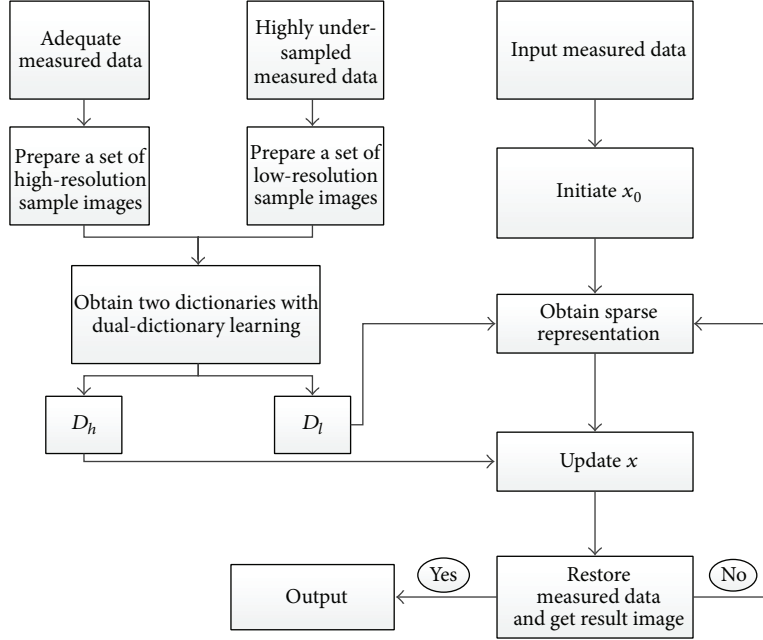 Adequate
measured data
Highly under-
sampled
measured data
Input measured data
Prepare a set of
high-resolution
sample images
Prepare a set of
low-resolution
sample images
Initiate x₀
Obtain two dictionaries with
dual-dictionary learning
Obtain sparse
representation
D_h
D_l
Update x
Output
Yes
Restore
measured data
and get result image
No